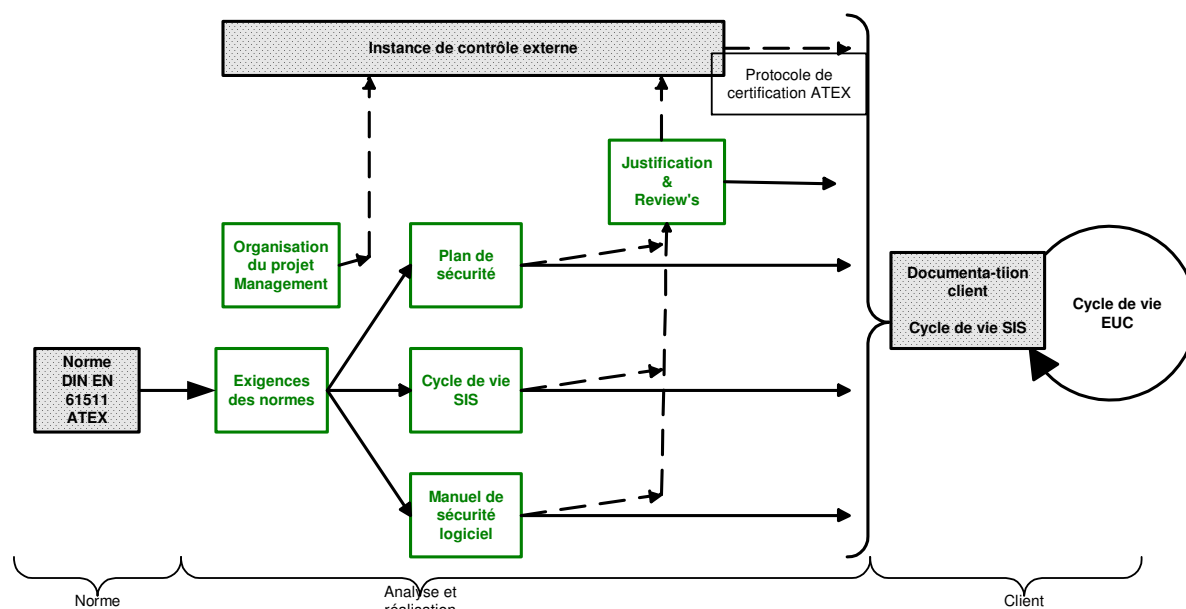 Instance de contrôle externe
Protocole de
certification ATEX
Justification
&
Review's
Organisation
du projet
Management
Plan de
sécurité
Documenta-tiion
client
Cycle de vie SIS
Cycle de vie
EUC
Norme
DIN EN
61511
ATEX
Exigences
des normes
Cycle de vie
SIS
Manuel de
sécurité
logiciel
Norme
Analyse et
réalisation
Client